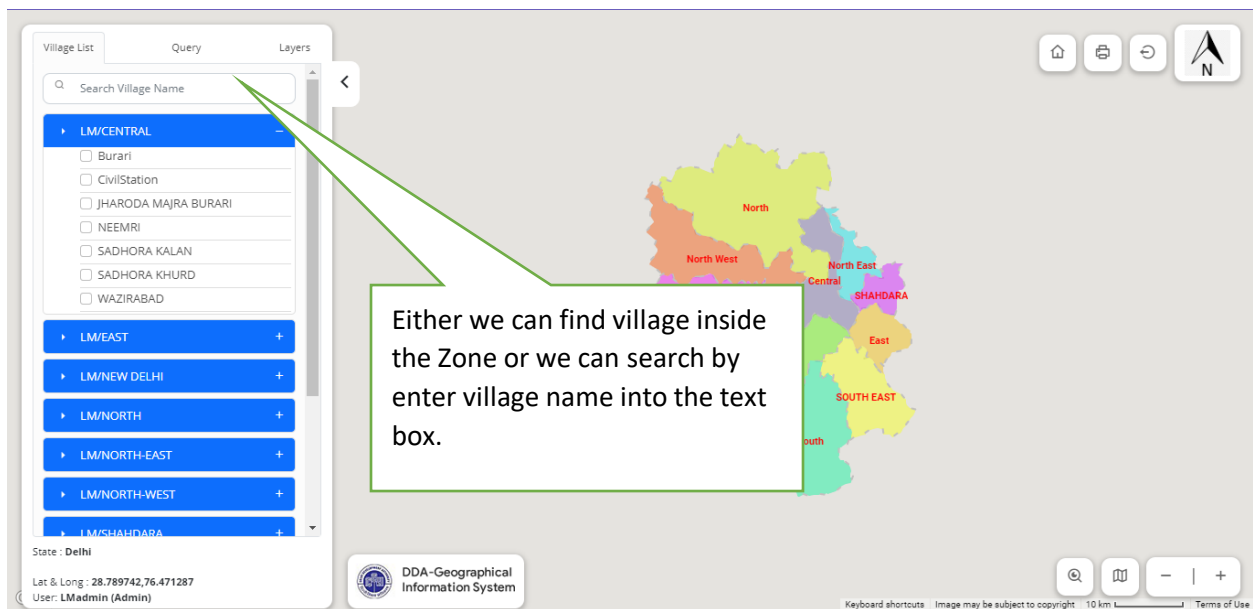 Village List Query Layers
Search Village Name
LM/CENTRAL
Burari
CivilStation
JHARODA MAJRA BURARI
NEEMRI
SADHORA KALAN
SADHORA KHURD
WAZIRABAD
LM/EAST +
LM/NEW DELHI +
LM/NORTH +
LM/NORTH-EAST +
LM/NORTH-WEST +
LM/SHAHDARA +
State : Delhi
Lat & Long : 28.789742,76.471287
User: LMadmin (Admin)
Either we can find village inside
the Zone or we can search by
enter village name into the text
box.
N
North
North West
North East
Central
SHAHDARA
East
SOUTH EAST
outh
DDA-Geographical
Information System
Keyboard shortcuts Image may be subject to copyright 10 km Terms of Use